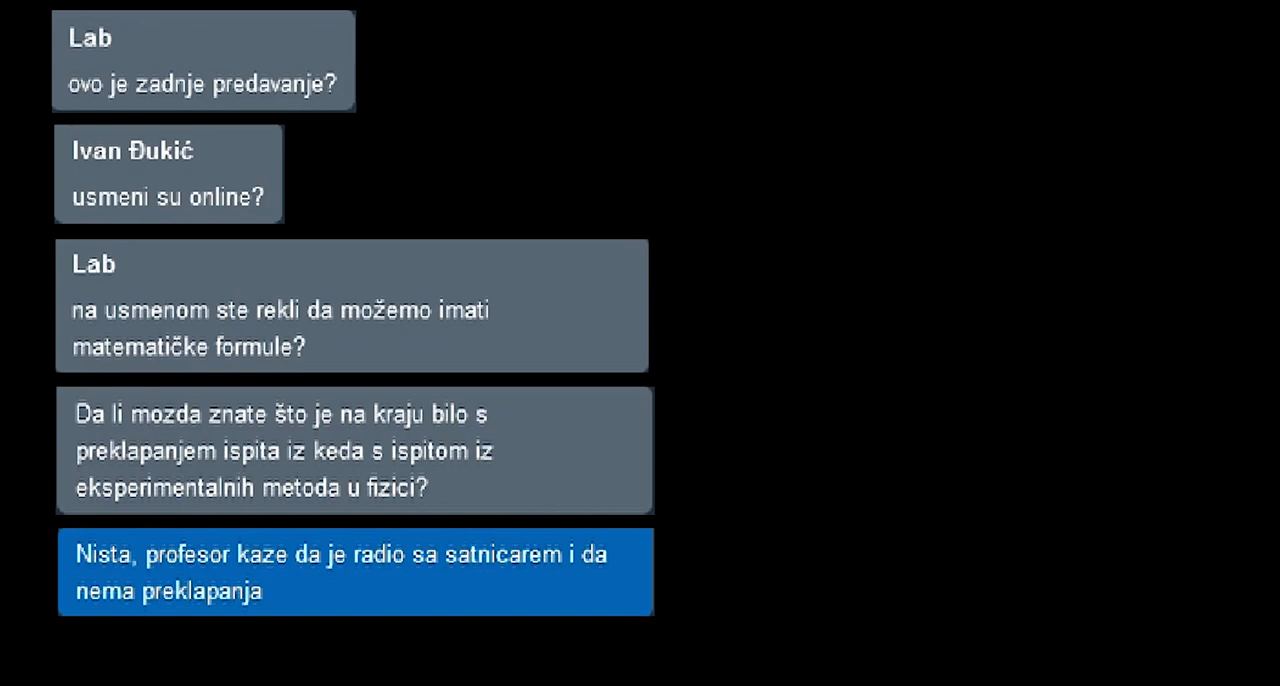 Lab
ovo je zadnje predavanje?
Ivan Đukić
usmeni su online?
Lab
na usmenom ste rekli da možemo imati
matematičke formule?
Da li mozda znate što je na kraju bilo s
preklapanjem ispita iz keda s ispitom iz
eksperimentalnih metoda u fizici?
Nista, profesor kaze da je radio sa satnicarem i da
nema preklapanja